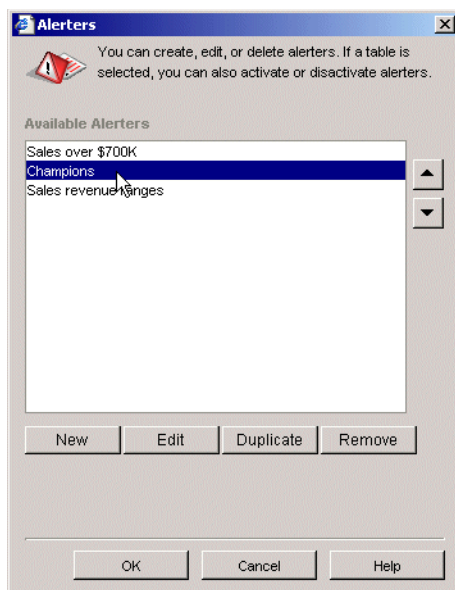 Alerters
You can create, edit, or delete alerters. If a table is
selected, you can also activate or disactivate alerters.
Available Alerters
Sales over $700K
Champions
Sales revenue ranges
New Edit Duplicate Remove
OK Cancel Help